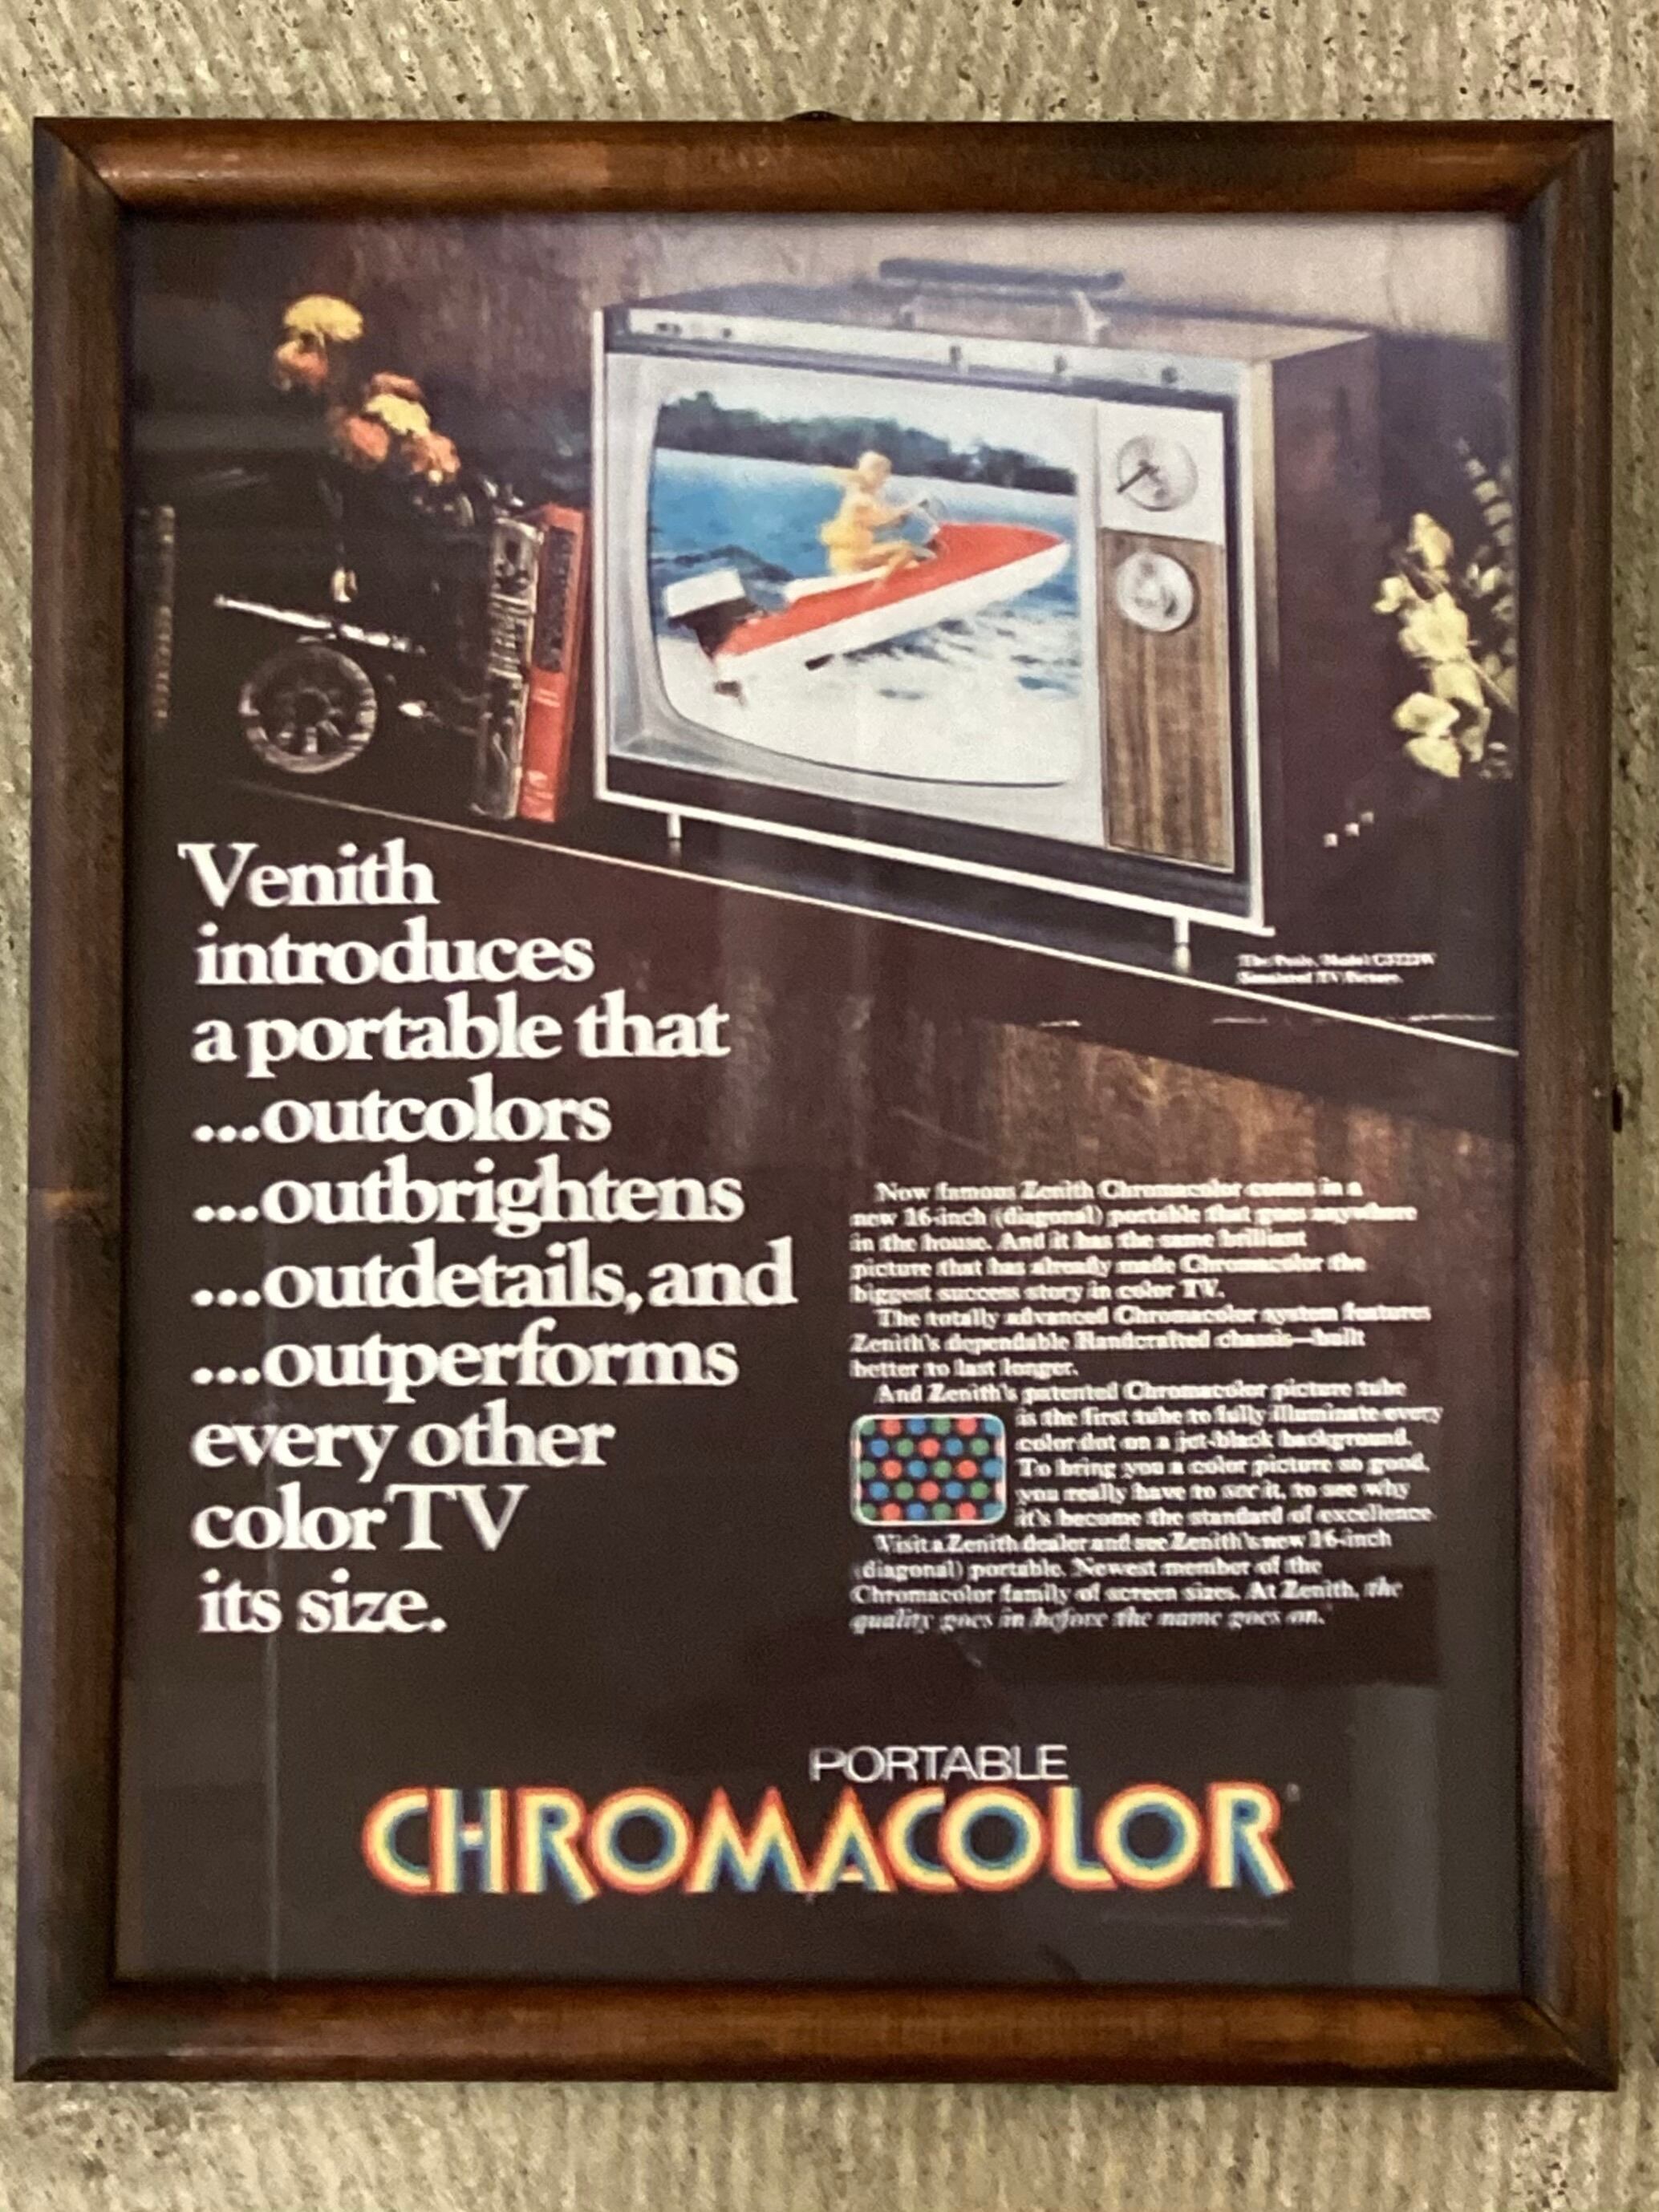 Venith
introduces
a portable that
...outcolors
...outbrightens
...outdetails, and
...outperforms
every other
color TV
its size.
Simulated TV Picture.
Now famous Zenith Chromacolor comes in a
new 16-inch (diagonal) portable that goes anywhere
in the house. And it has the same brilliant
picture that has already made Chromacolor the
biggest success story in color TV.
The totally advanced Chromacolor system features
Zenith's dependable Handcrafted chassis—built
better to last longer.
And Zenith's patented Chromacolor picture tube
is the first tube to fully illuminate every
color dot on a jet-black background.
To bring you a color picture so good,
you really have to see it, to see why
it's become the standard of excellence
Visit a Zenith dealer and see Zenith's new 16-inch
(diagonal) portable. Newest member of the
Chromacolor family of screen sizes. At Zenith, the
quality goes in before the name goes on.
PORTABLE
CHROMACOLOR